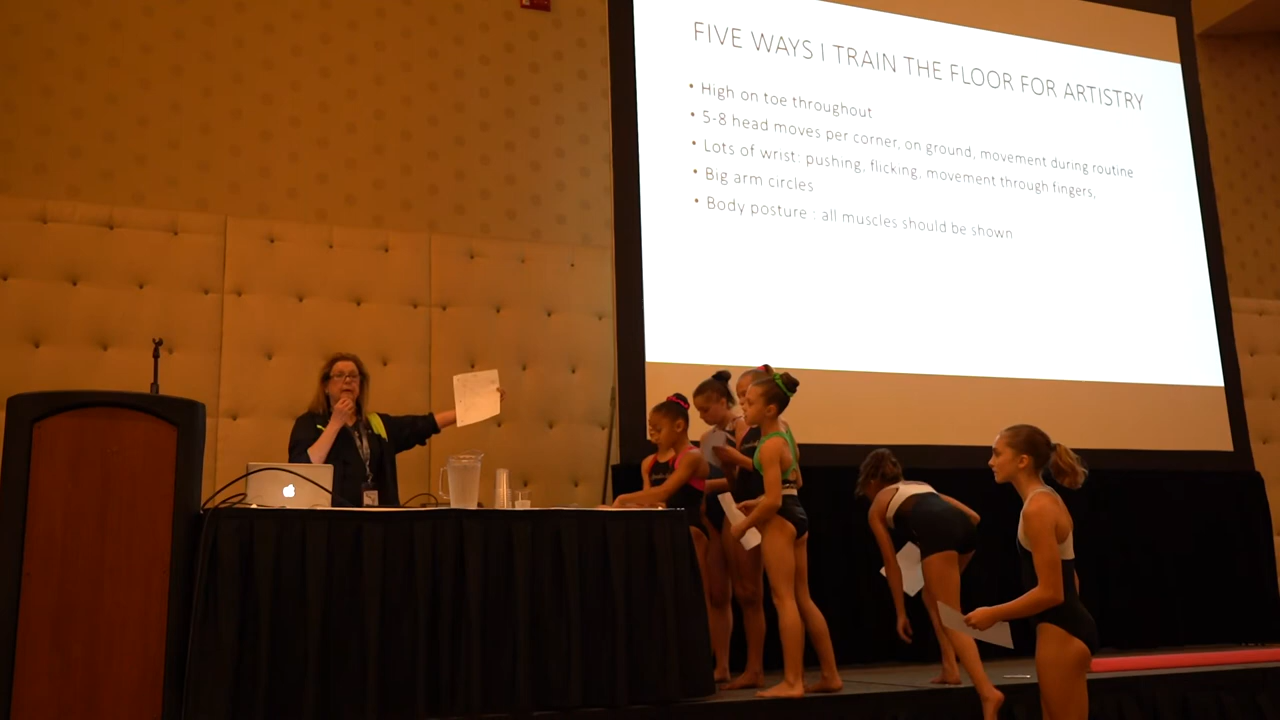 FIVE WAYS I TRAIN THE FLOOR FOR ARTISTRY
• High on toe throughout
• 5-8 head moves per corner, on ground, movement during routine
• Lots of wrist: pushing, flicking, movement through fingers,
• Big arm circles
• Body posture : all muscles should be shown